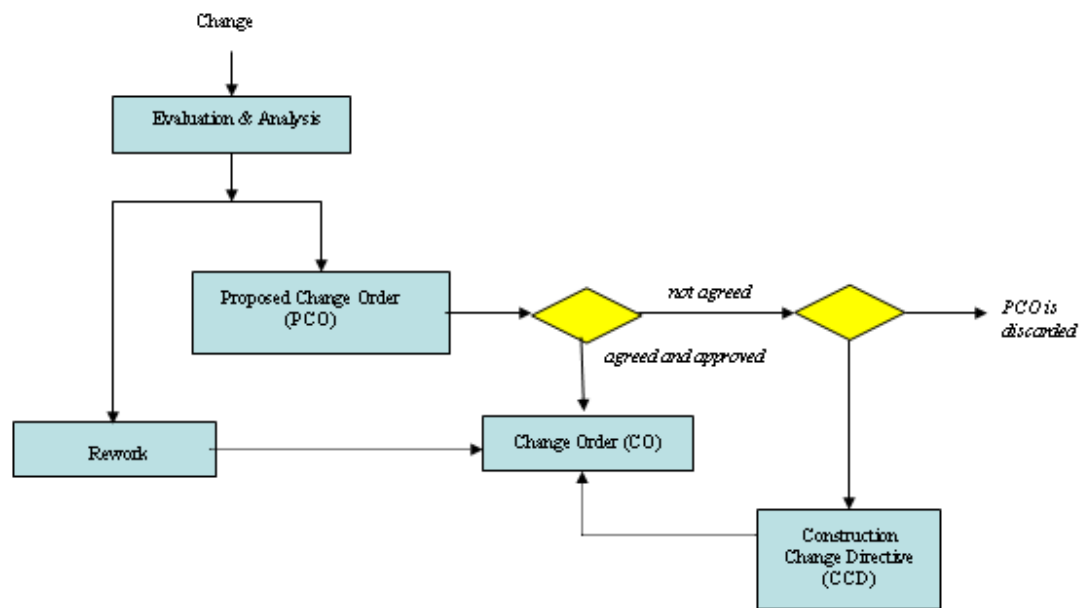 Change
Evaluation & Analysis
Proposed Change Order
(PCO)
not agreed
PCO is
discarded
agreed and approved
Change Order (CO)
Rework
Construction
Change Directive
(CCD)